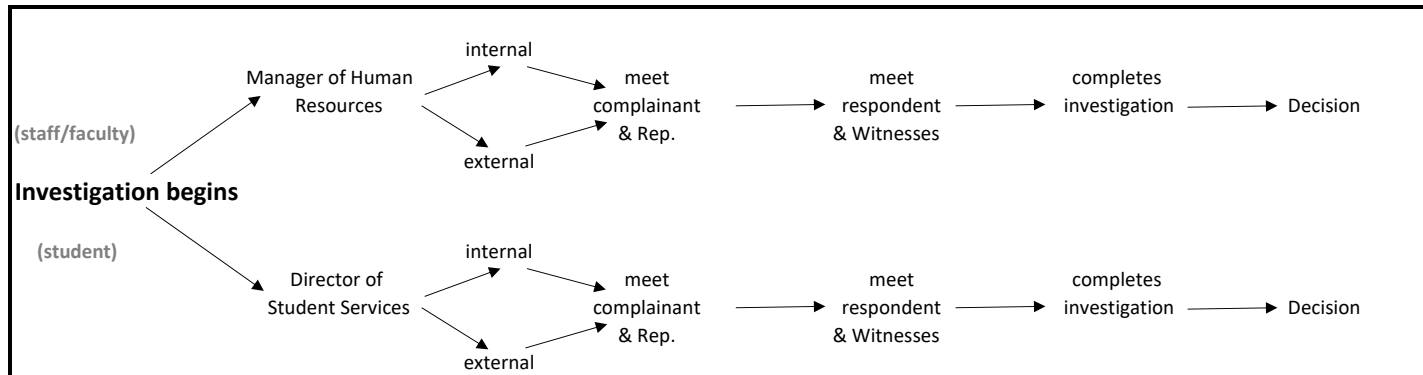 internal
Manager of Human
Resources
external
meet
complainant
& Rep.
meet
respondent
& Witnesses
completes
investigation
Decision
(staff/faculty)
Investigation begins
(student)
internal
Director of
Student Services
external
meet
complainant
& Rep.
meet
respondent
& Witnesses
completes
investigation
Decision